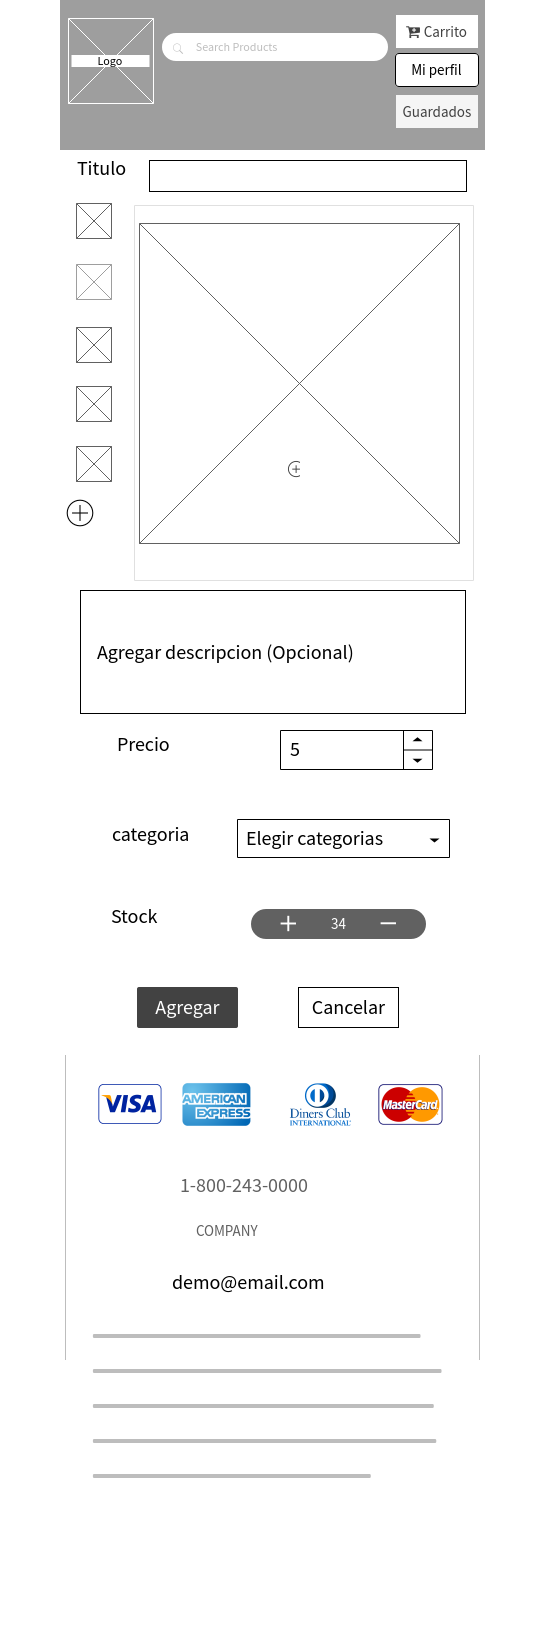 Logo
Search Products
Carrito
Mi perfil
Guardados
Titulo
Agregar descripcion (Opcional)
Precio
5
categoria
Elegir categorias
Stock
34
Agregar
Cancelar
VISA
AMERICAN
EXPRESS
Diners Club
INTERNATIONAL
MasterCard
1-800-243-0000
COMPANY
demo@email.com